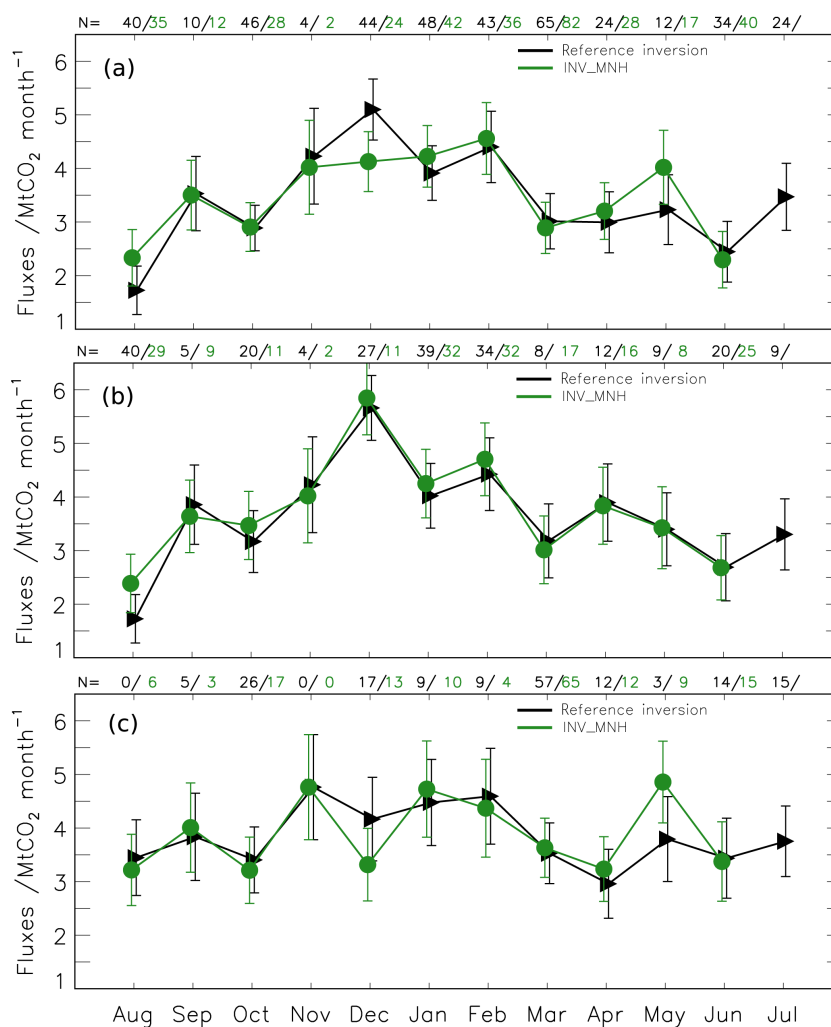 N= 40/35 10/12 46/28 4/ 2 44/24 48/42 43/36 65/82 24/28 12/17 34/40 24/
(a)
Reference inversion
INV_MNH
6
5
4
3
2
1
Fluxes /MtCO₂ month⁻¹
N= 40/29 5/ 9 20/11 4/ 2 27/11 39/32 34/32 8/ 17 12/16 9/ 8 20/25 9/
(b)
Reference inversion
INV_MNH
6
5
4
3
2
1
Fluxes /MtCO₂ month⁻¹
N= 0/ 6 5/ 3 26/17 0/ 0 17/13 9/ 10 9/ 4 57/65 12/12 3/ 9 14/15 15/
(c)
Reference inversion
INV_MNH
6
5
4
3
2
1
Fluxes /MtCO₂ month⁻¹
Aug Sep Oct Nov Dec Jan Feb Mar Apr May Jun Jul